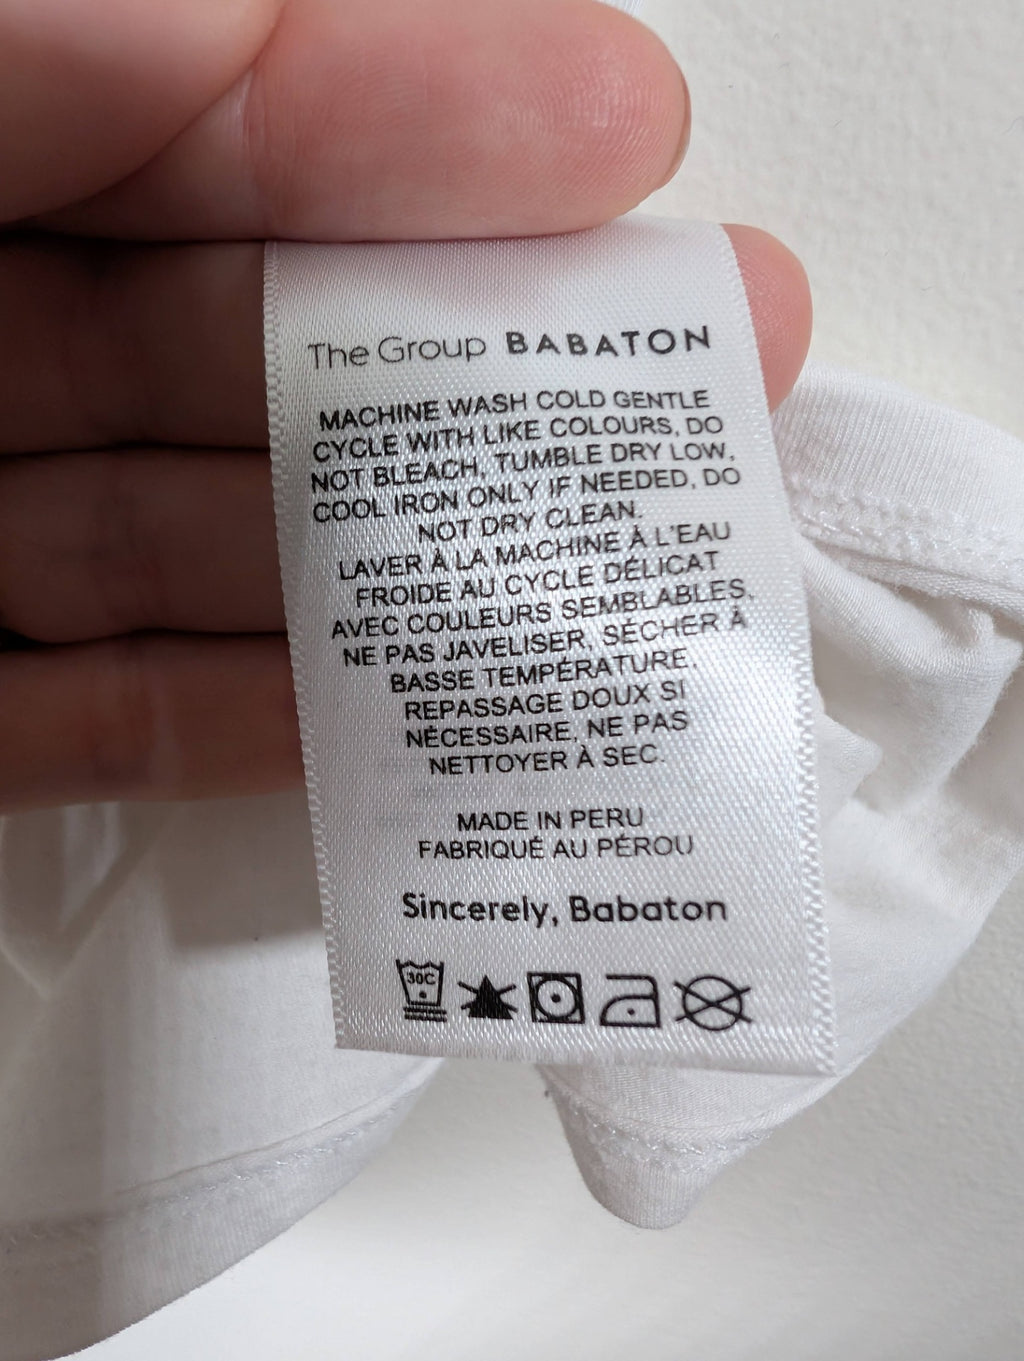 The Group BABATON
MACHINE WASH COLD GENTLE
CYCLE WITH LIKE COLOURS, DO
NOT BLEACH, TUMBLE DRY LOW,
COOL IRON ONLY IF NEEDED, DO
NOT DRY CLEAN.
LAVER À LA MACHINE À L'EAU
FROIDE AU CYCLE DÉLICAT
AVEC COULEURS SEMBLABLES,
NE PAS JAVELISER, SÉCHER À
BASSE TEMPÉRATURE,
REPASSAGE DOUX SI
NÉCESSAIRE, NE PAS
NETTOYER À SEC.
MADE IN PERU
FABRIQUÉ AU PÉROU
Sincerely, Babaton
30C